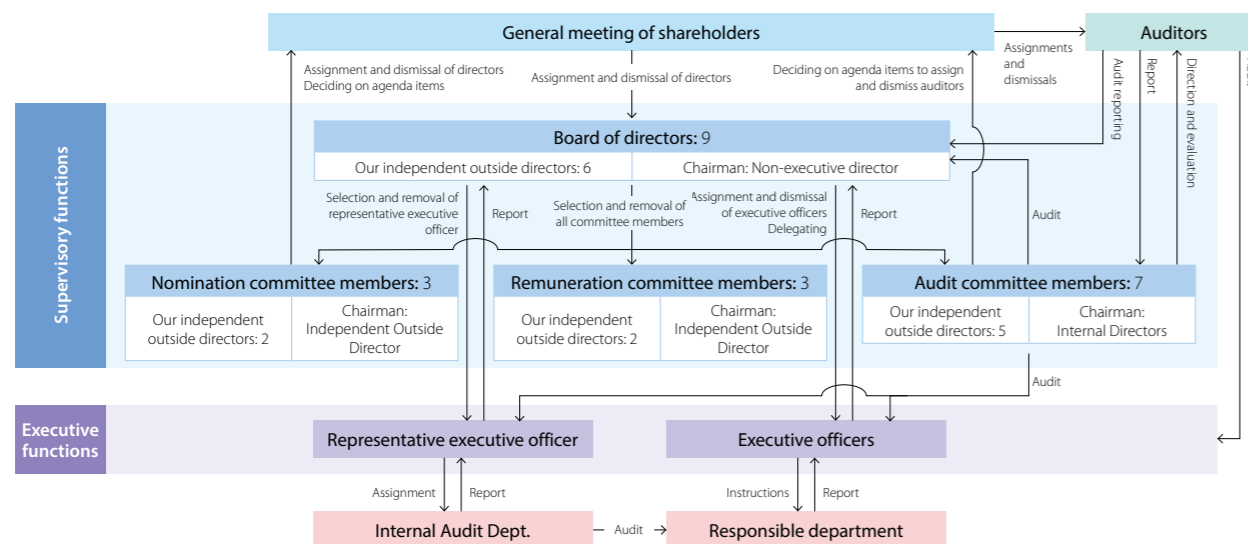 General meeting of shareholders
Auditors
Assignment and dismissal of directors
Deciding on agenda items
Assignment and dismissal of directors
Deciding on agenda items to assign
and dismiss auditors
Assignments
and
dismissals
Audit reporting
Report
Direction and evaluation
Audit
Supervisory functions
Board of directors: 9
Our independent outside directors: 6
Chairman: Non-executive director
Selection and removal of
representative executive
officer
Report
Selection and removal of
all committee members
Assignment and dismissal
of executive officers
Delegating
Report
Audit
Nomination committee members: 3
Our independent
outside directors: 2
Chairman:
Independent Outside
Director
Remuneration committee members: 3
Our independent
outside directors: 2
Chairman:
Independent Outside
Director
Audit committee members: 7
Our independent
outside directors: 5
Chairman:
Internal Directors
Audit
Executive
functions
Representative executive officer
Executive officers
Assignment
Report
Instructions
Report
Internal Audit Dept.
Audit
Responsible department